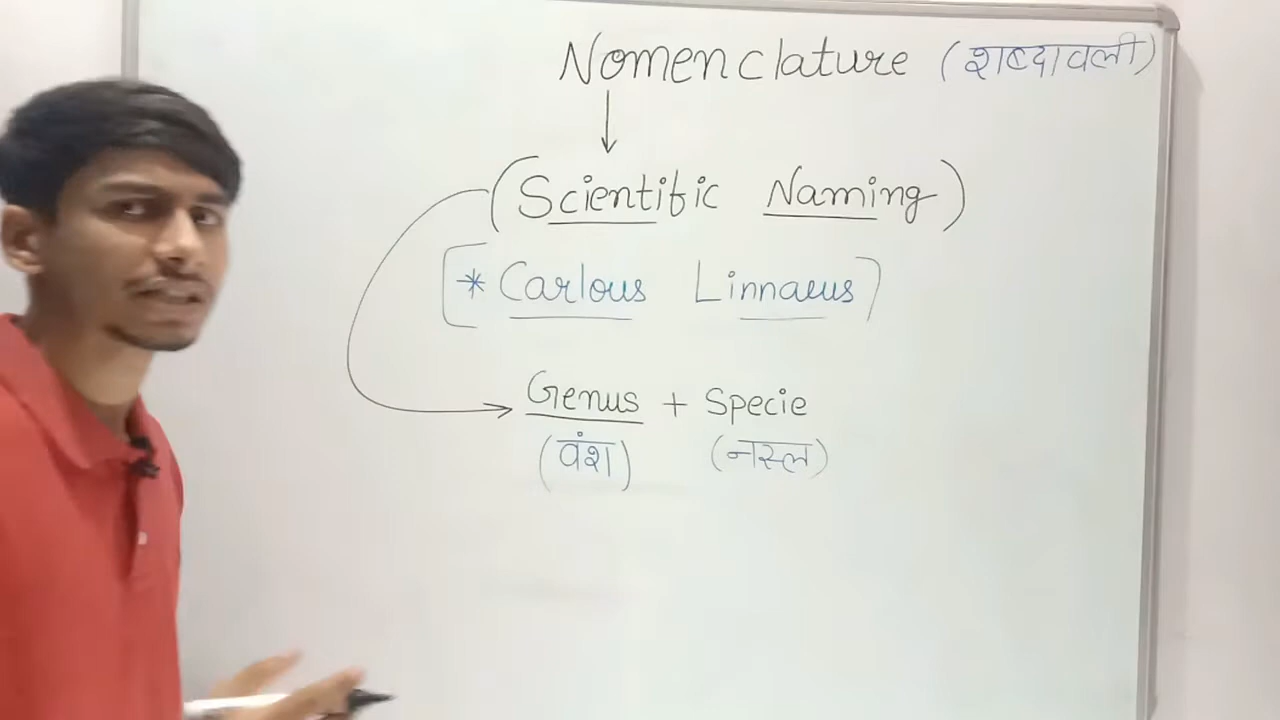 Nomenclature (शब्दावली)
(Scientific Naming)
[* Carlous Linnaeus]
Genus + Specie
(वंश) (नस्ल)